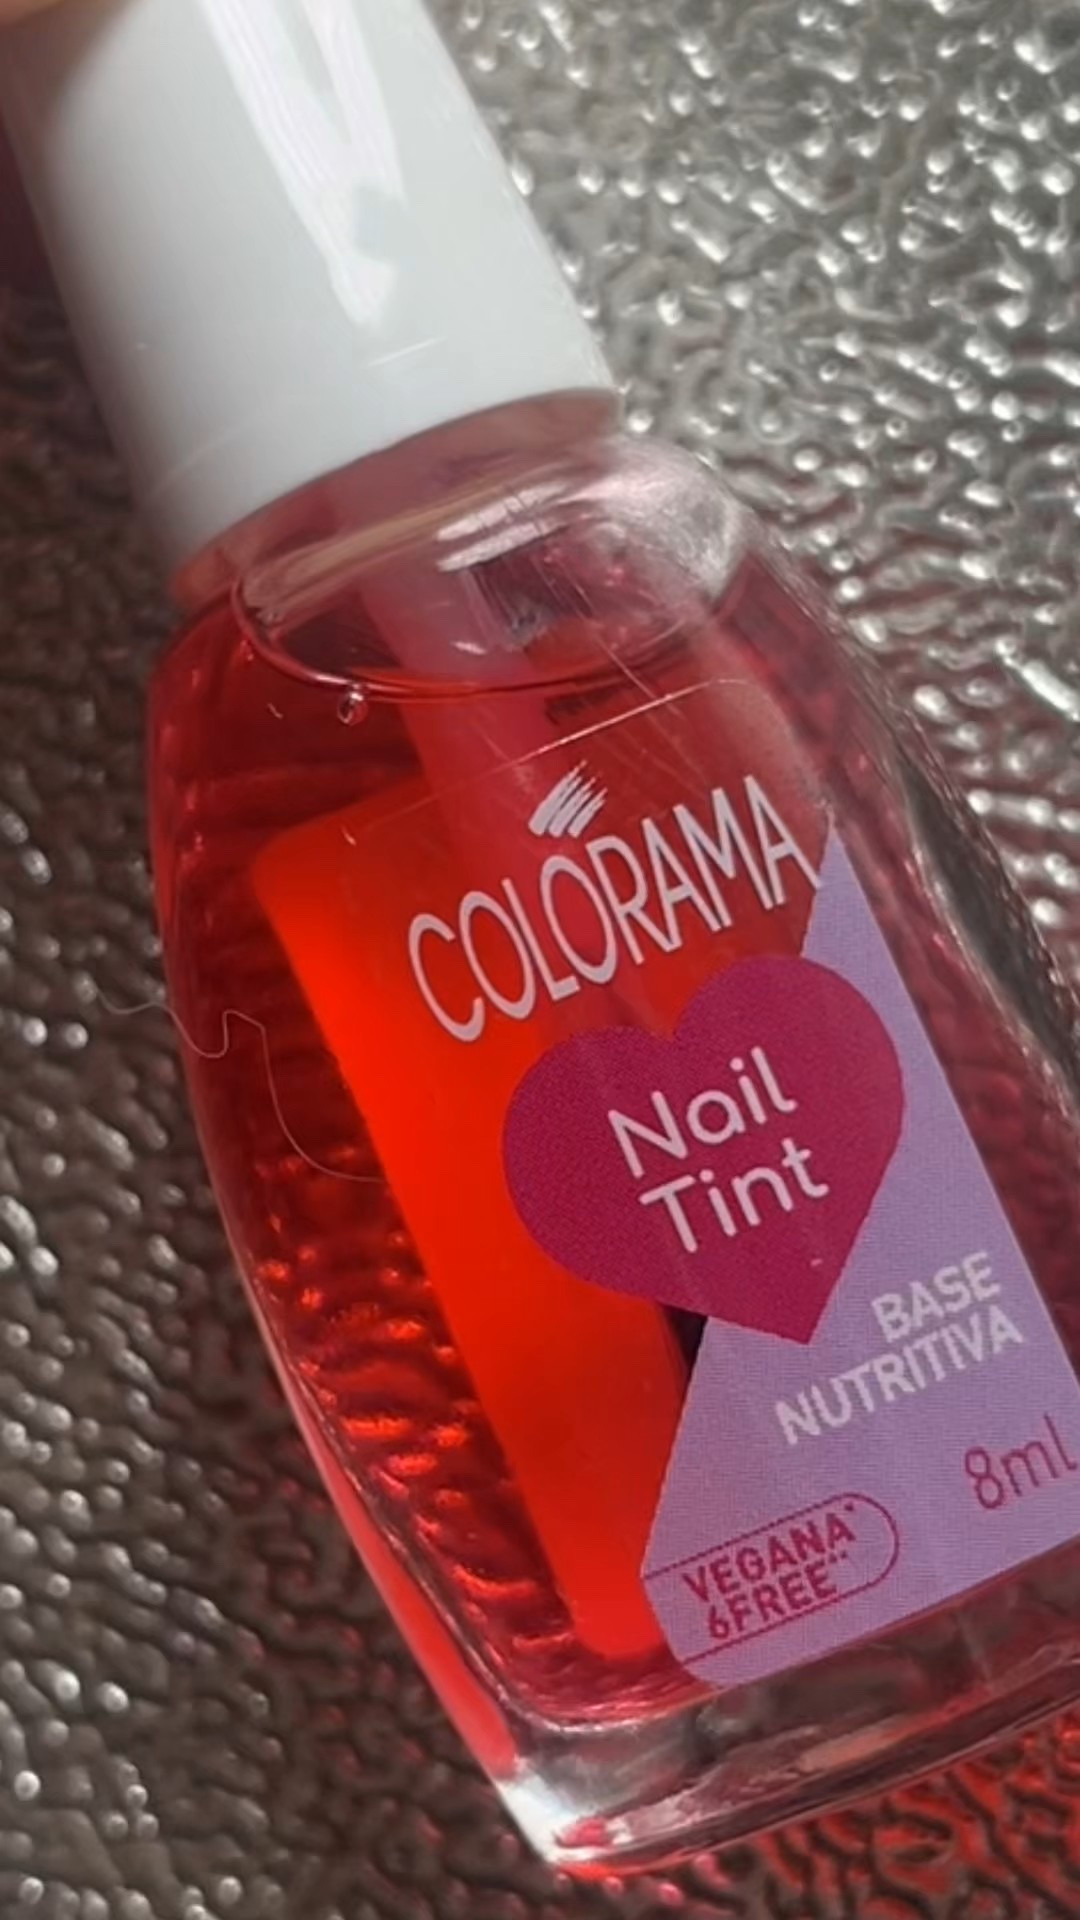 COLORAMA
Nail
Tint
BASE
NUTRITIVA
8ml
VEGANA*
6FREE**